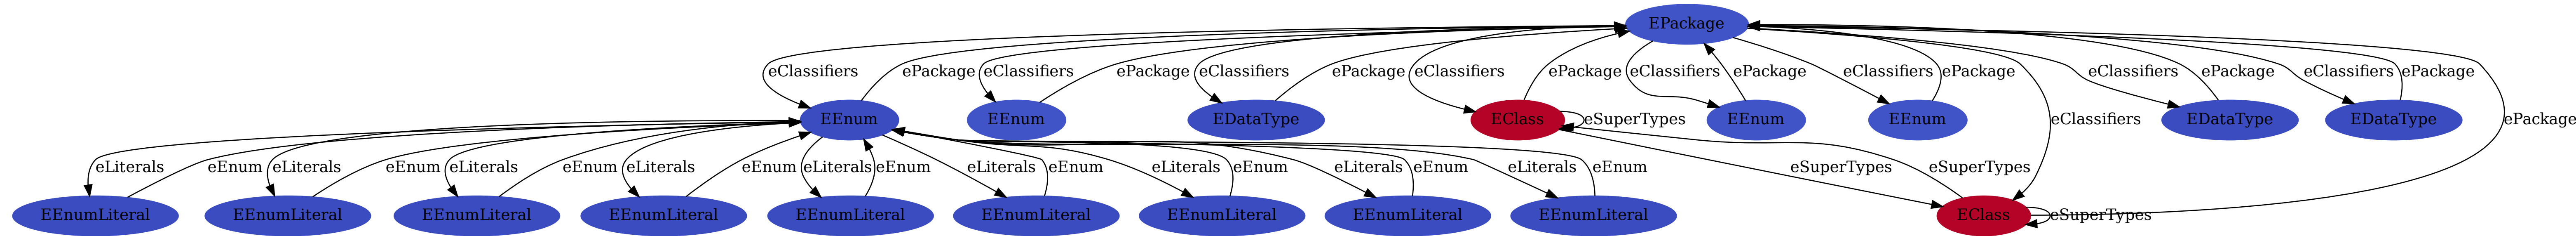 EPackage
eClassifiers ePackage eClassifiers ePackage eClassifiers ePackage eClassifiers ePackage eClassifiers ePackage eClassifiers ePackage eClassifiers ePackage eClassifiers ePackage
EEnum EEnum EDataType EClass eSuperTypes EEnum EEnum eClassifiers EDataType EDataType ePackage
eLiterals eEnum eLiterals eEnum eLiterals eEnum eLiterals eEnum eLiterals eEnum eLiterals eEnum eLiterals eEnum eLiterals eEnum eLiterals eEnum eSuperTypes eSuperTypes
EEnumLiteral EEnumLiteral EEnumLiteral EEnumLiteral EEnumLiteral EEnumLiteral EEnumLiteral EEnumLiteral EEnumLiteral EClass eSuperTypes